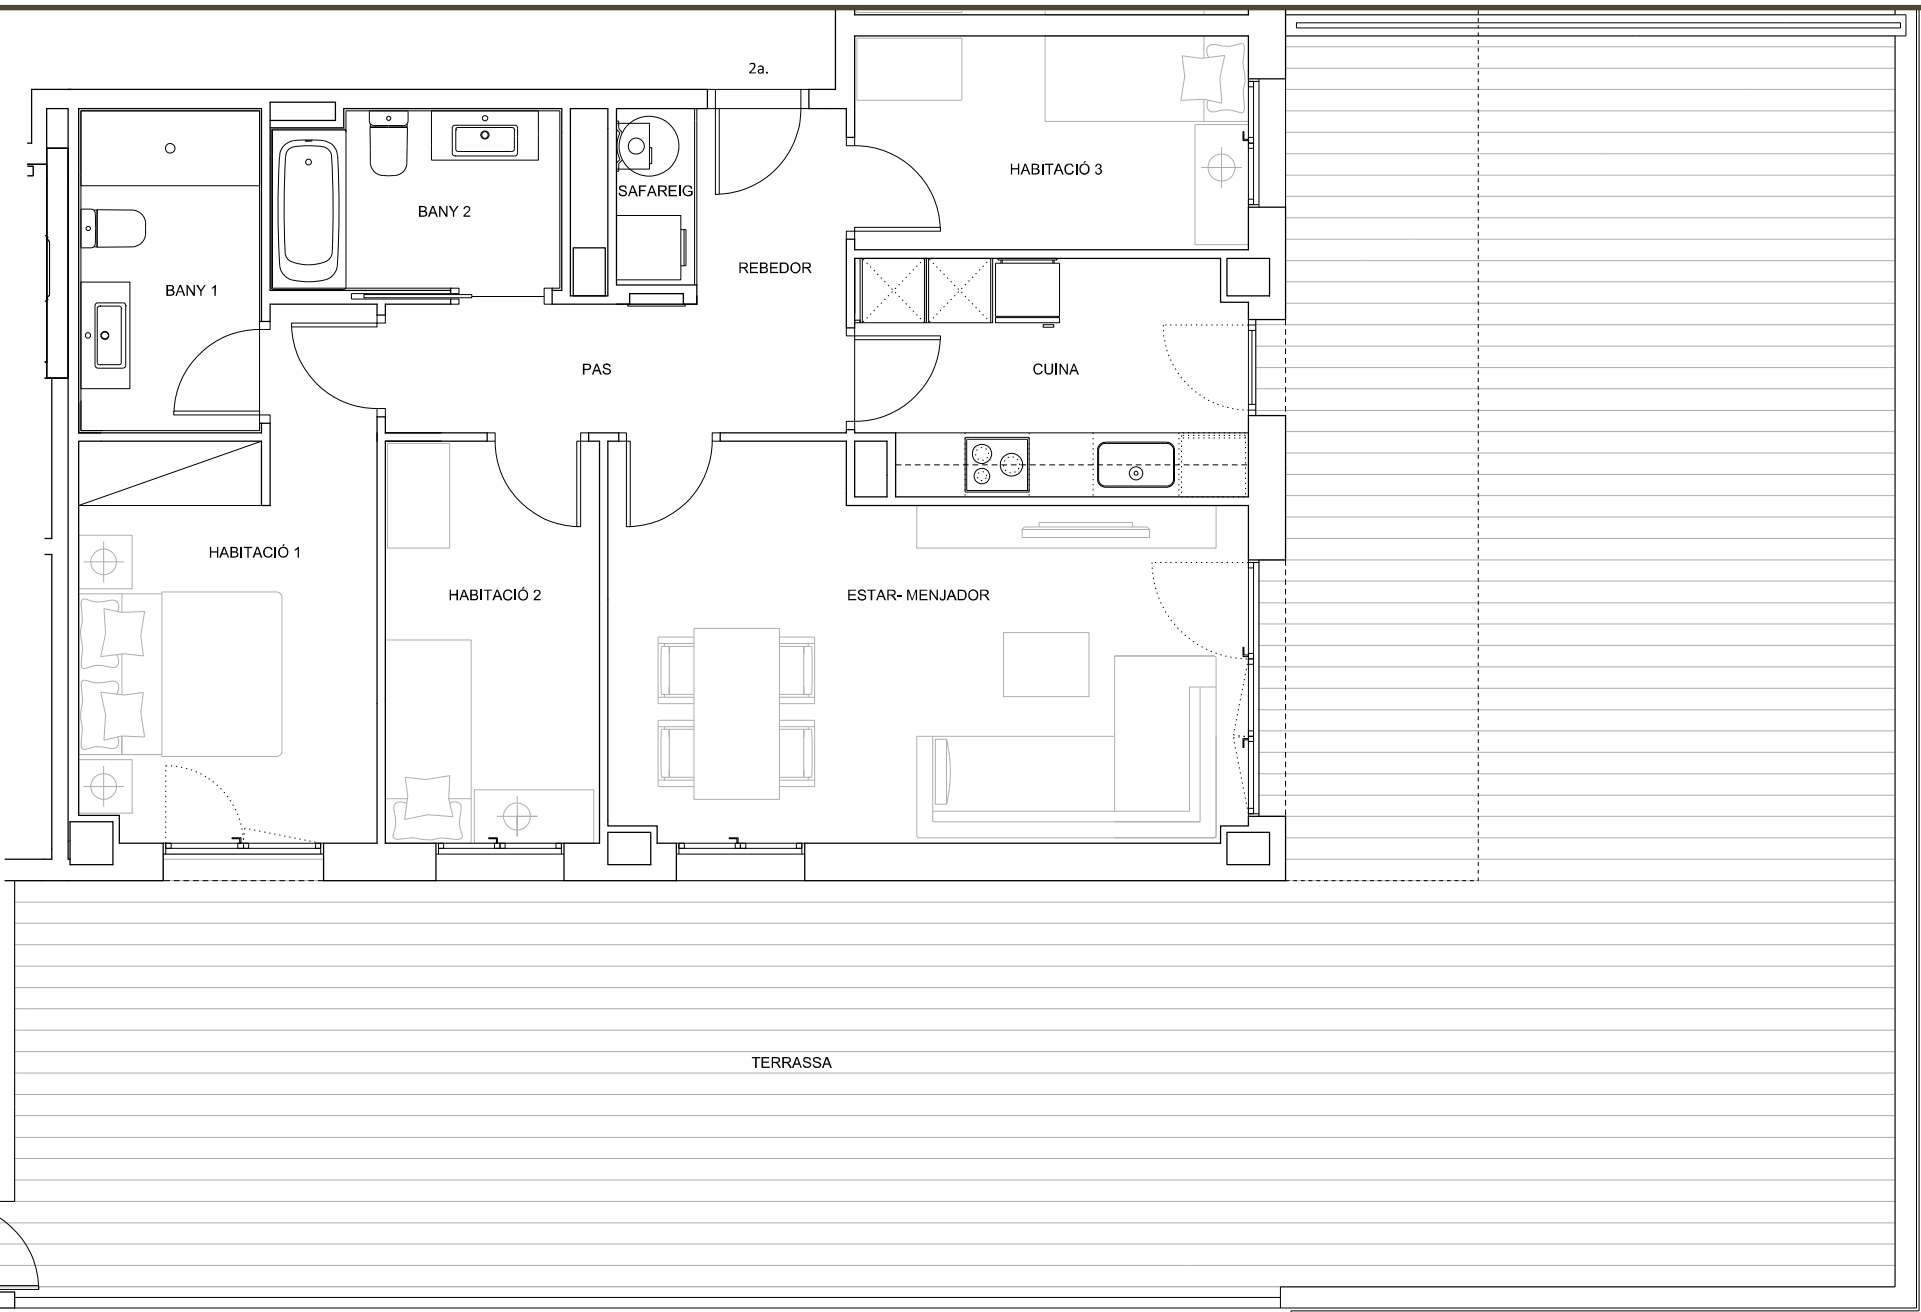 2a.
HABITACIÓ 3
SAFAREIG
BANY 2
REBEDOR
BANY 1
PAS
CUINA
HABITACIÓ 1
HABITACIÓ 2
ESTAR- MENJADOR
TERRASSA